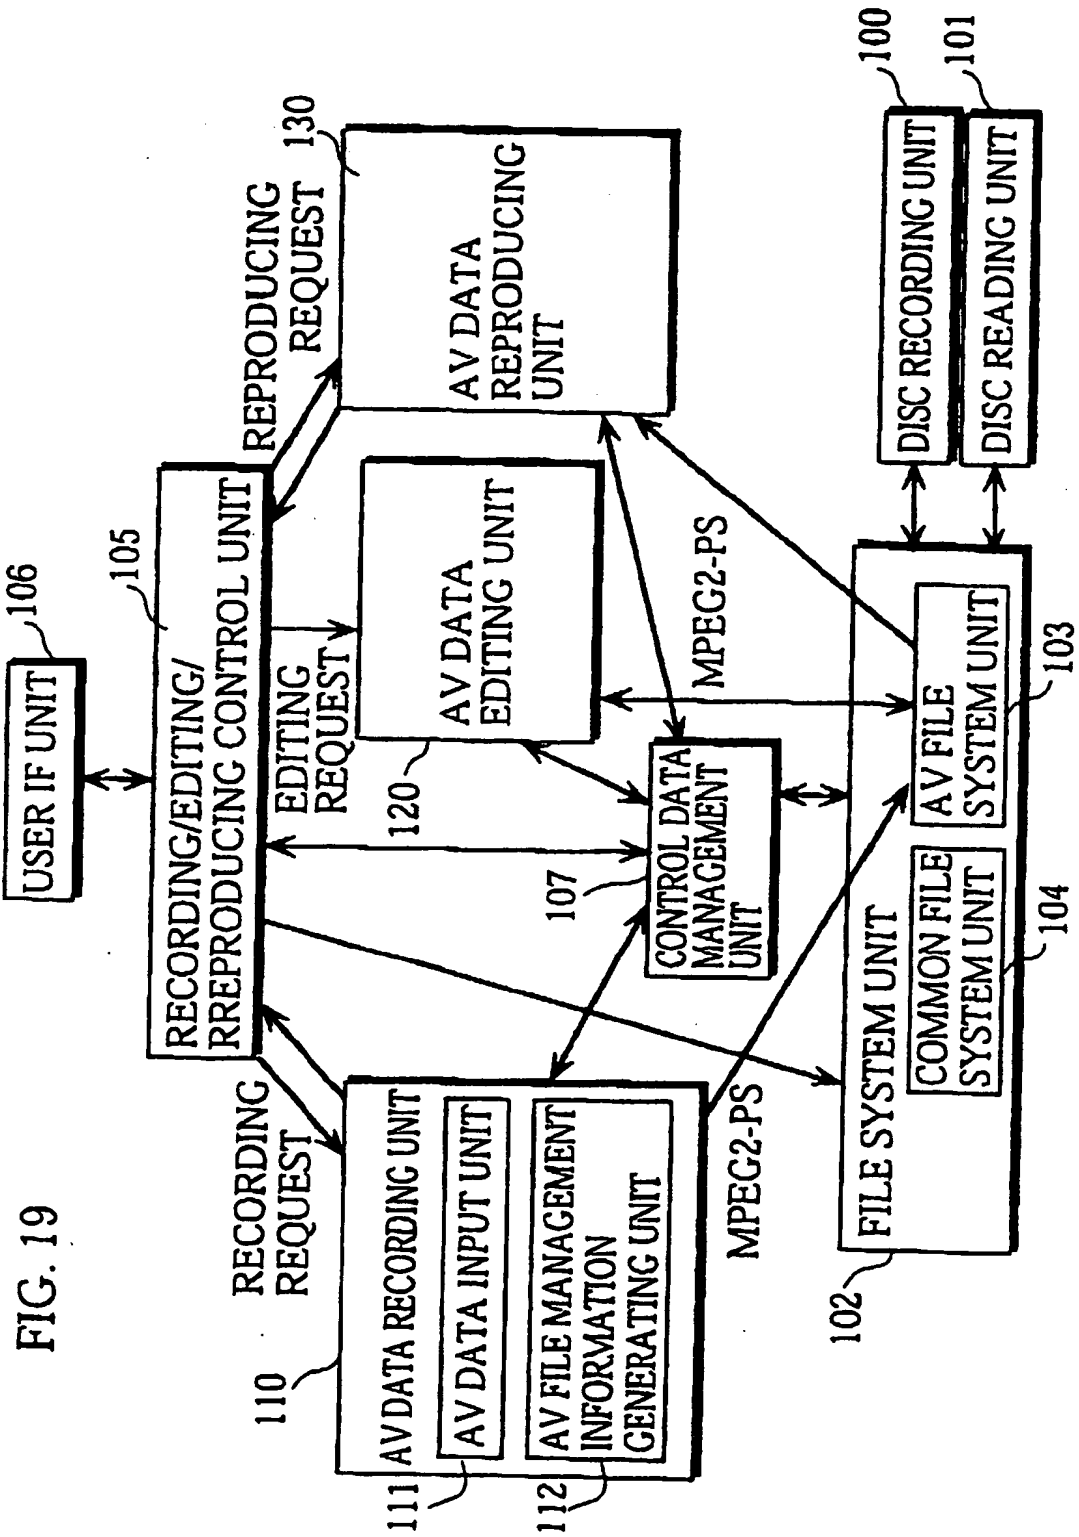 FIG. 19
USER IF UNIT
106
105
RECORDING/EDITING/
RREPRODUCING CONTROL UNIT
RECORDING
REQUEST
EDITING
REQUEST
REPRODUCING
REQUEST
110
AV DATA RECORDING UNIT
111
AV DATA INPUT UNIT
112
AV FILE MANAGEMENT
INFORMATION
GENERATING UNIT
120
AV DATA
EDITING UNIT
130
AV DATA
REPRODUCING
UNIT
107
CONTROL DATA
MANAGEMENT
UNIT
MPEG2-PS
MPEG2-PS
102
FILE SYSTEM UNIT
COMMON FILE
SYSTEM UNIT
104
AV FILE
SYSTEM UNIT
103
DISC RECORDING UNIT
100
DISC READING UNIT
101